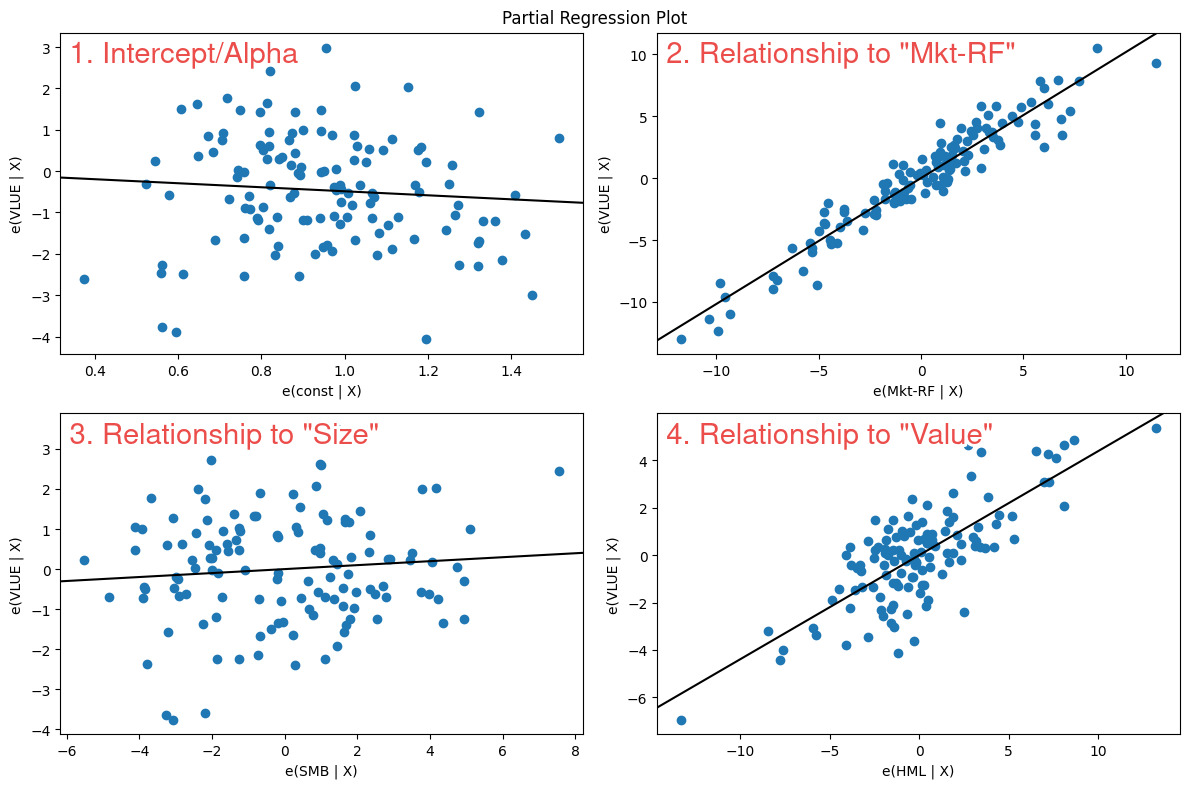 Partial Regression Plot
1. Intercept/Alpha
3
2
1
0
−1
−2
−3
−4
e(VLUE | X)
0.4 0.6 0.8 1.0 1.2 1.4
e(const | X)
2. Relationship to "Mkt-RF"
10
5
0
−5
−10
e(VLUE | X)
−10 −5 0 5 10
e(Mkt-RF | X)
3. Relationship to "Size"
3
2
1
0
−1
−2
−3
−4
e(VLUE | X)
−6 −4 −2 0 2 4 6 8
e(SMB | X)
4. Relationship to "Value"
4
2
0
−2
−4
−6
e(VLUE | X)
−10 −5 0 5 10
e(HML | X)